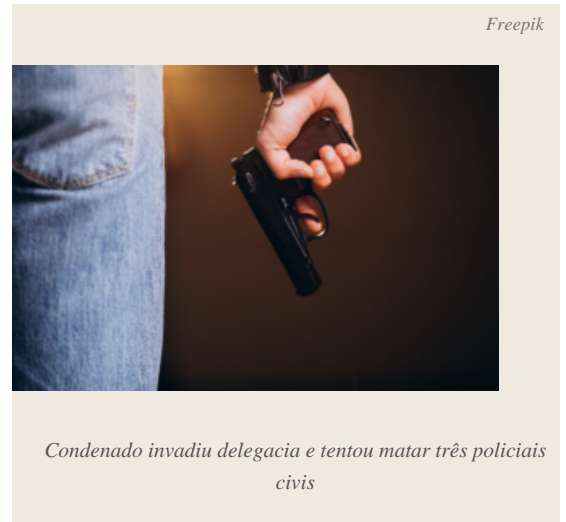 Freepik
Condenado invadiu delegacia e tentou matar três policiais
civis